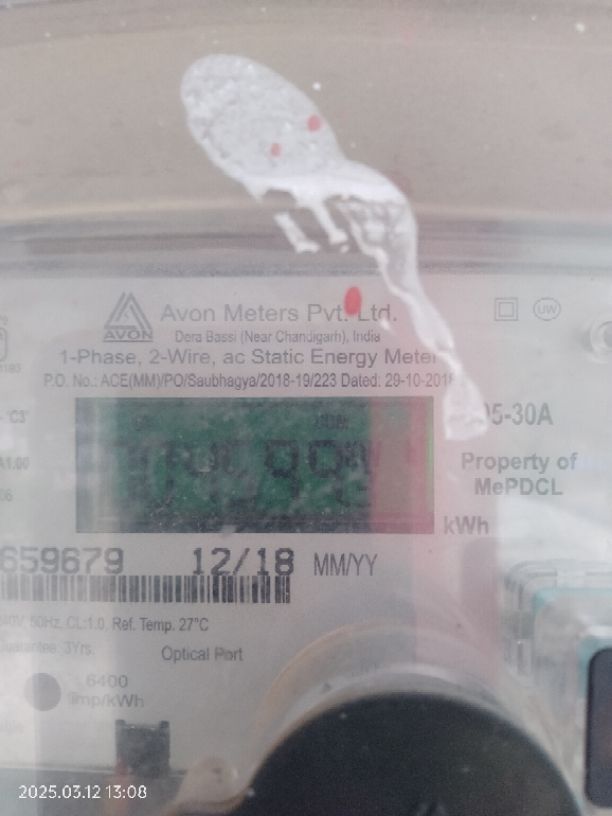 Avon Meters Pvt. Ltd.
AVON
Dera Bassi (Near Chandigarh), India
1-Phase, 2-Wire, ac Static Energy Meter
P.O. No.: ACE(MM)/PO/Saubhagya/2018-19/223 Dated: 29-10-201
UW
5-30A
Property of
MePDCL
kWh
659679 12/18 MM/YY
240V, 50Hz, CL:1.0, Ref. Temp. 27°C
Guarantee: 3Yrs.
Optical Port
6400
imp/kWh
2025.03.12 13:08